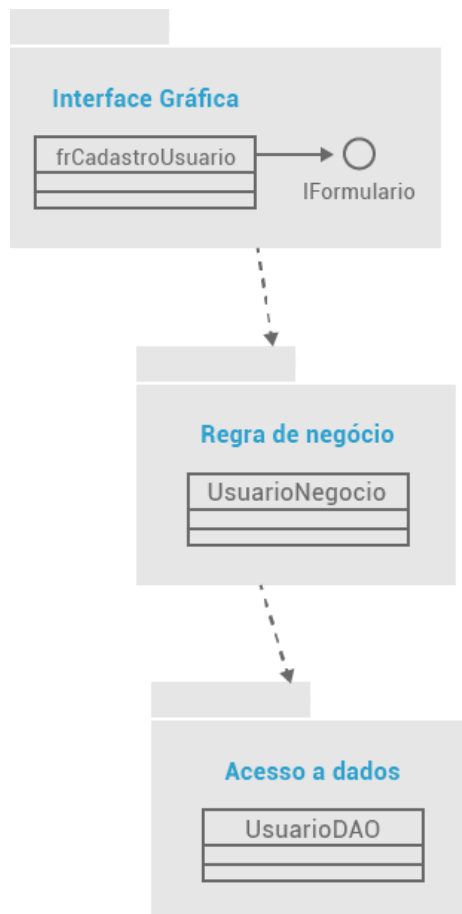 Interface Gráfica
frCadastroUsuario
IFormulario
Regra de negócio
UsuarioNegocio
Acesso a dados
UsuarioDAO